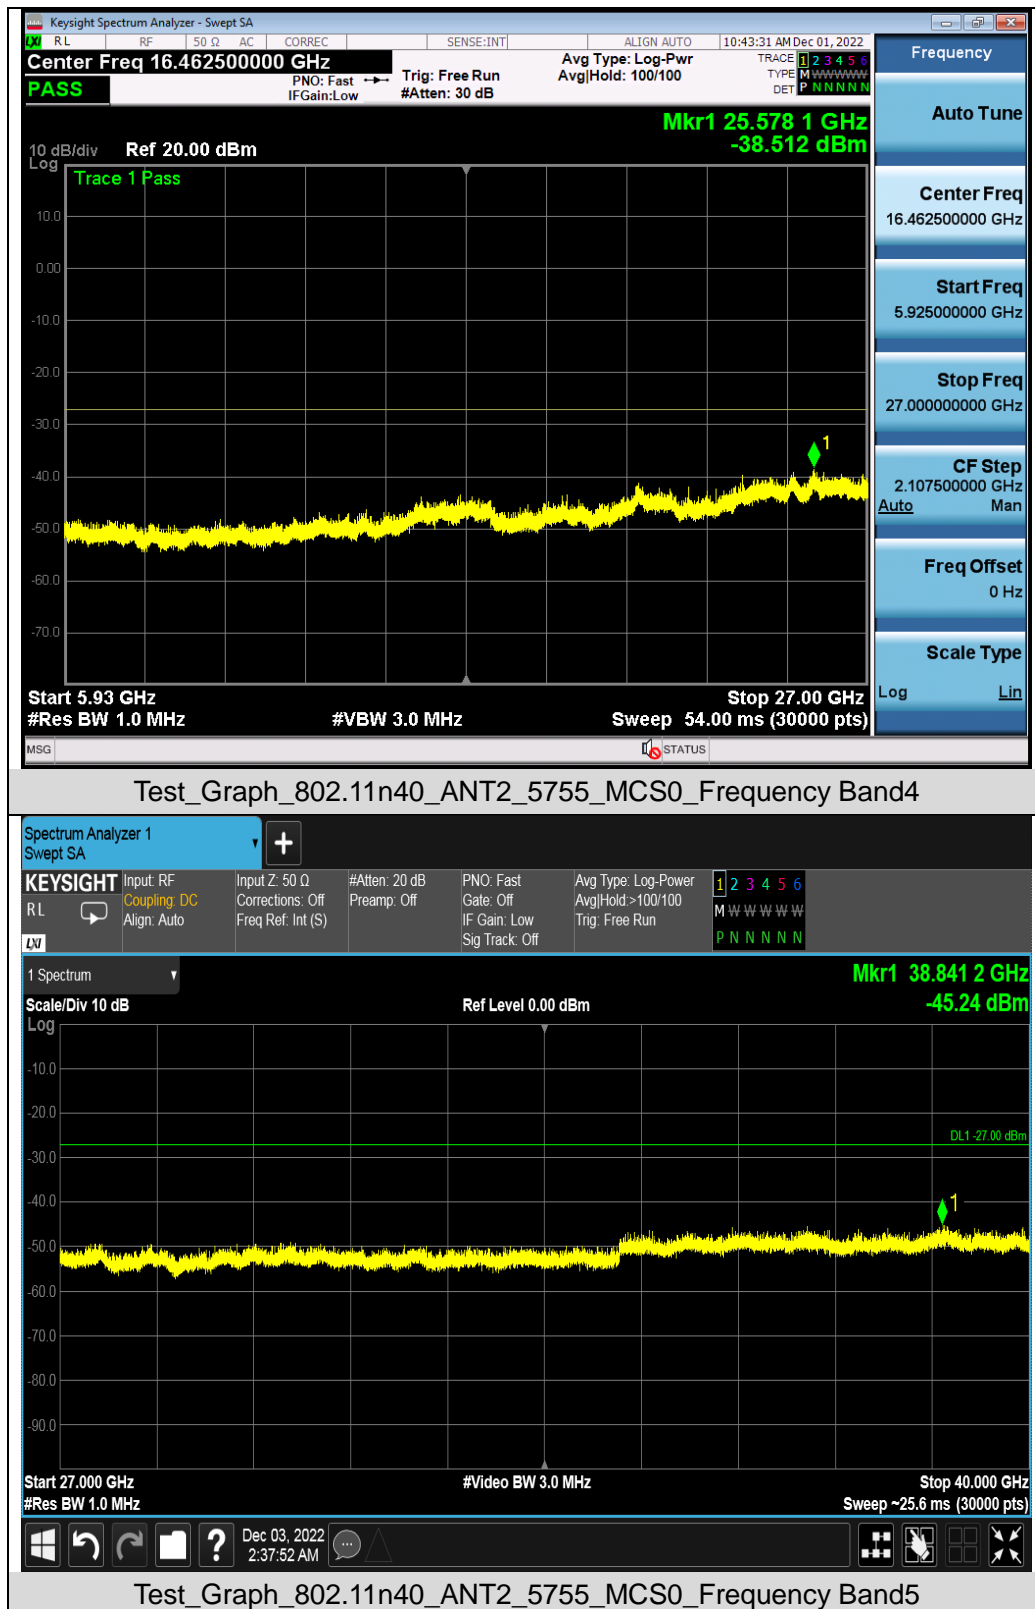 Keysight Spectrum Analyzer - Swept SA
LXI RL RF 50 Ω AC CORREC SENSE:INT ALIGN AUTO 10:43:31 AM Dec 01, 2022
Center Freq 16.462500000 GHz
PASS
PNO: Fast
IFGain:Low
Trig: Free Run
#Atten: 30 dB
Avg Type: Log-Pwr
Avg|Hold: 100/100
TRACE 1 2 3 4 5 6
TYPE M W W W W W
DET P N N N N N
Mkr1 25.578 1 GHz
-38.512 dBm
10 dB/div Ref 20.00 dBm
Log
Trace 1 Pass
10.0
0.00
-10.0
-20.0
-30.0
1
-40.0
-50.0
-60.0
-70.0
Start 5.93 GHz Stop 27.00 GHz
#Res BW 1.0 MHz #VBW 3.0 MHz Sweep 54.00 ms (30000 pts)
MSG STATUS
Frequency
Auto Tune
Center Freq
16.462500000 GHz
Start Freq
5.925000000 GHz
Stop Freq
27.000000000 GHz
CF Step
2.107500000 GHz
Auto Man
Freq Offset
0 Hz
Scale Type
Log Lin
Test_Graph_802.11n40_ANT2_5755_MCS0_Frequency Band4
Spectrum Analyzer 1
Swept SA
+
KEYSIGHT
RL
LXI
Input: RF
Coupling: DC
Align: Auto
Input Z: 50 Ω
Corrections: Off
Freq Ref: Int (S)
#Atten: 20 dB
Preamp: Off
PNO: Fast
Gate: Off
IF Gain: Low
Sig Track: Off
Avg Type: Log-Power
Avg|Hold:>100/100
Trig: Free Run
1 2 3 4 5 6
M W W W W W
P N N N N N
1 Spectrum
Mkr1 38.841 2 GHz
Scale/Div 10 dB Ref Level 0.00 dBm -45.24 dBm
Log
-10.0
-20.0
DL1 -27.00 dBm
-30.0
-40.0
1
-50.0
-60.0
-70.0
-80.0
-90.0
Start 27.000 GHz #Video BW 3.0 MHz Stop 40.000 GHz
#Res BW 1.0 MHz Sweep ~25.6 ms (30000 pts)
?
Dec 03, 2022
2:37:52 AM
Test_Graph_802.11n40_ANT2_5755_MCS0_Frequency Band5